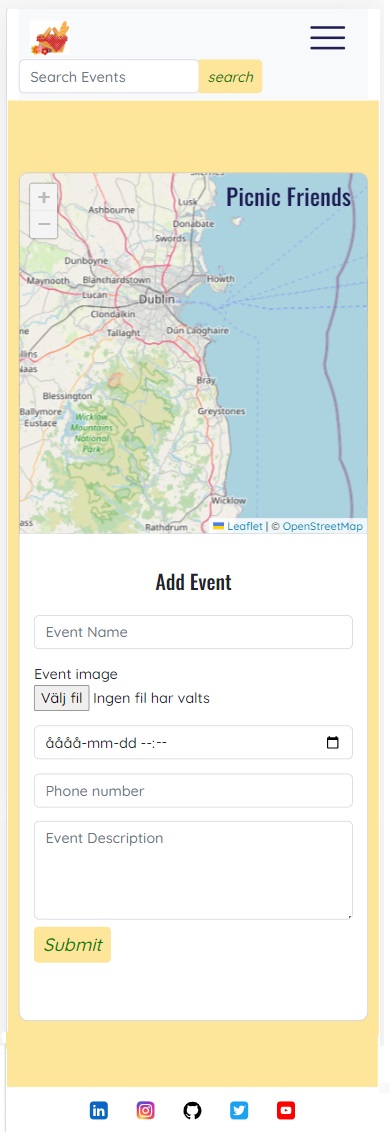 Search Events
search
+
−
Picnic Friends
Ashbourne
Lusk
Donabate
Swords
Dunboyne
Maynooth
Blanchardstown
Howth
Lucan
Dublin
Clondalkin
Tallaght
Dún Laoghaire
Bray
Blessington
Ballymore
Eustace
Wicklow
Mountains
National
Park
Greystones
Wicklow
Rathdrum
Leaflet | © OpenStreetMap
Add Event
Event Name
Event image
Välj fil Ingen fil har valts
åååå-mm-dd --:--
Phone number
Event Description
Submit
in